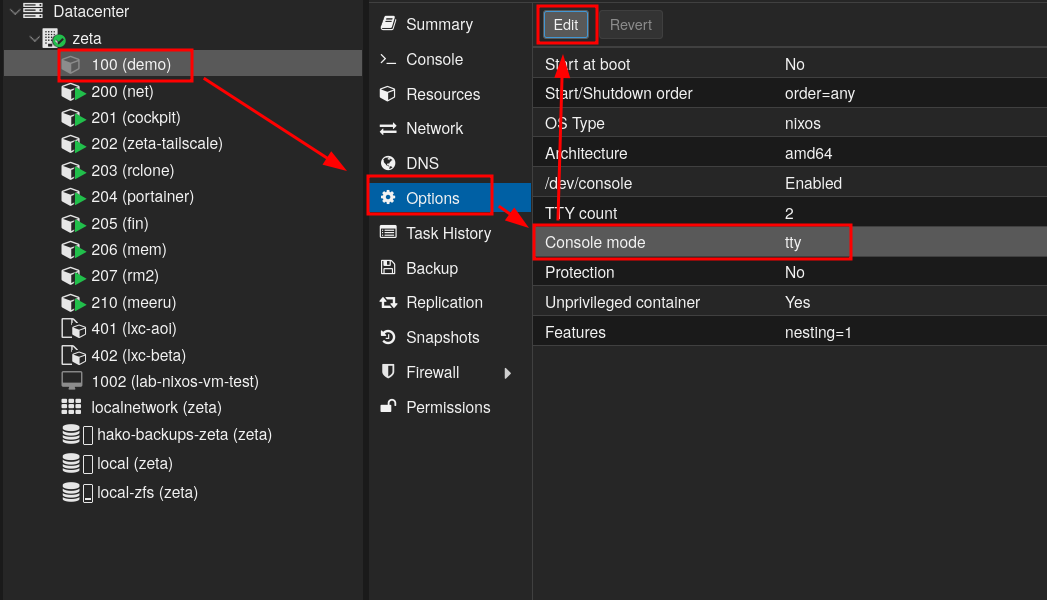 Datacenter
zeta
100 (demo)
200 (net)
201 (cockpit)
202 (zeta-tailscale)
203 (rclone)
204 (portainer)
205 (fin)
206 (mem)
207 (rm2)
210 (meeru)
401 (lxc-aoi)
402 (lxc-beta)
1002 (lab-nixos-vm-test)
localnetwork (zeta)
hako-backups-zeta (zeta)
local (zeta)
local-zfs (zeta)
Summary
Console
Resources
Network
DNS
Options
Task History
Backup
Replication
Snapshots
Firewall
Permissions
Edit Revert
Start at boot No
Start/Shutdown order order=any
OS Type nixos
Architecture amd64
/dev/console Enabled
TTY count 2
Console mode tty
Protection No
Unprivileged container Yes
Features nesting=1